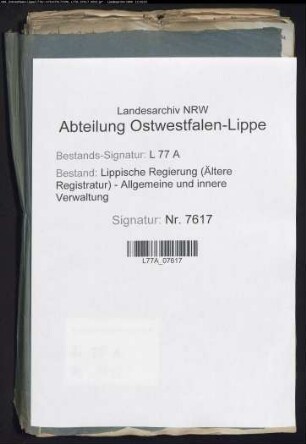 Landesarchiv NRW
Abteilung Ostwestfalen-Lippe
Bestands-Signatur: L 77 A
Bestand: Lippische Regierung (Ältere
Registratur) - Allgemeine und innere
Verwaltung
Signatur: Nr. 7617
L77A_07617